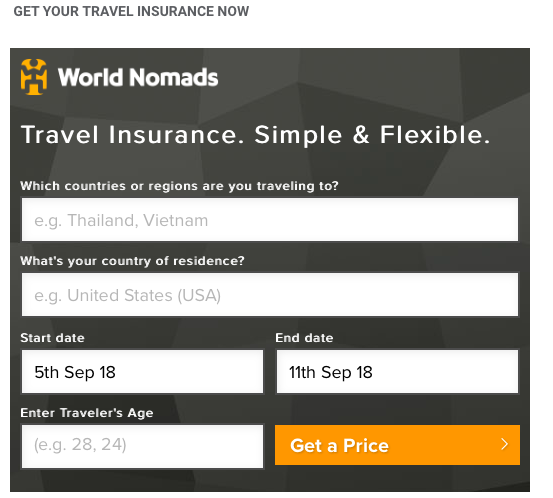 GET YOUR TRAVEL INSURANCE NOW
World Nomads
Travel Insurance. Simple & Flexible.
Which countries or regions are you traveling to?
e.g. Thailand, Vietnam
What's your country of residence?
e.g. United States (USA)
Start date End date
5th Sep 18 11th Sep 18
Enter Traveler's Age
(e.g. 28, 24) Get a Price